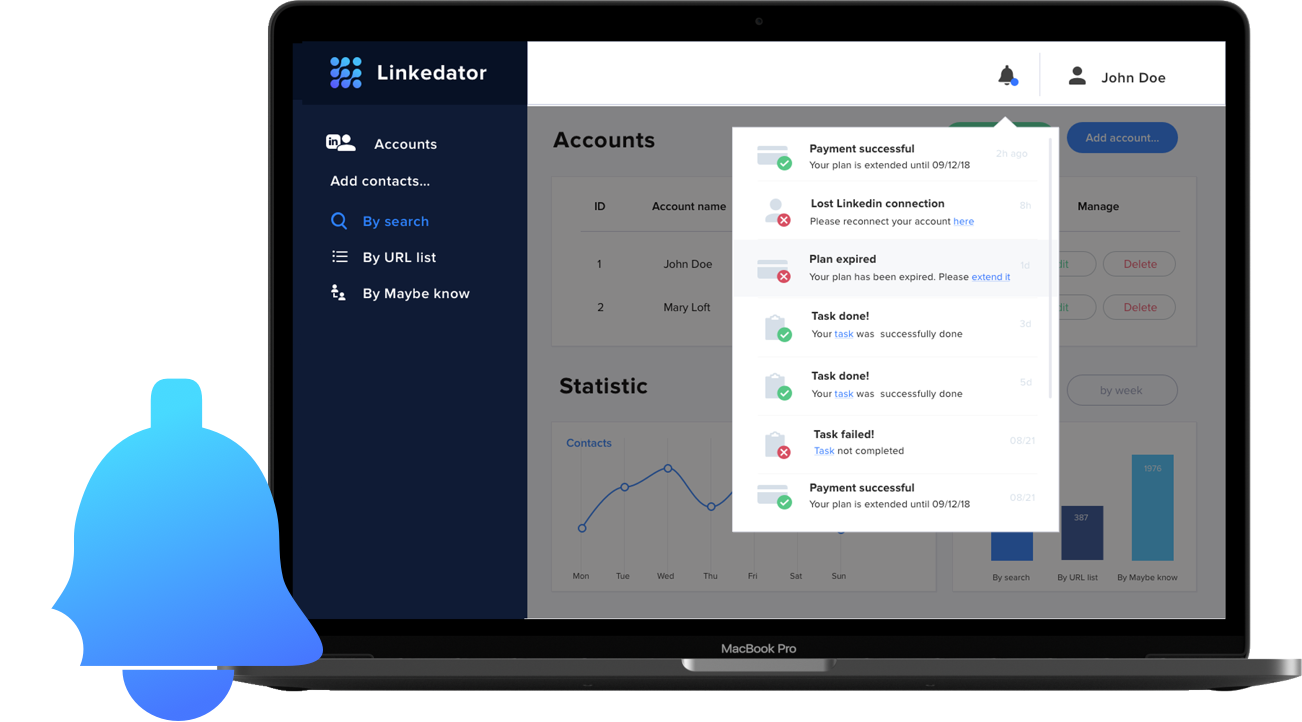 Linkedator
John Doe
Accounts
Add contacts...
By search
By URL list
By Maybe know
Accounts
Add account...
ID
Account name
Manage
1
John Doe
Delete
2
Mary Loft
Delete
Payment successful
2h ago
Your plan is extended until 09/12/18
Lost Linkedin connection
8h
Please reconnect your account here
Plan expired
1d
Your plan has been expired. Please extend it
Task done!
3d
Your task was successfully done
Task done!
5d
Your task was successfully done
Task failed!
08/21
Task not completed
Payment successful
08/21
Your plan is extended until 09/12/18
Statistic
by week
Contacts
Mon Tue Wed Thu Fri Sat Sun
387
1976
By search By URL list By Maybe know
MacBook Pro
in